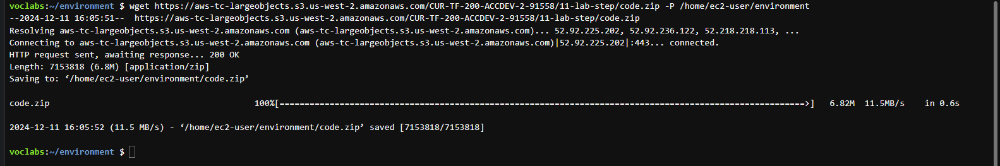 voclabs:~/environment $ wget https://aws-tc-largeobjects.s3.us-west-2.amazonaws.com/CUR-TF-200-ACCDEV-2-91558/11-lab-step/code.zip -P /home/ec2-user/environment
--2024-12-11 16:05:51--  https://aws-tc-largeobjects.s3.us-west-2.amazonaws.com/CUR-TF-200-ACCDEV-2-91558/11-lab-step/code.zip
Resolving aws-tc-largeobjects.s3.us-west-2.amazonaws.com (aws-tc-largeobjects.s3.us-west-2.amazonaws.com)... 52.92.225.202, 52.92.236.122, 52.218.218.113, ...
Connecting to aws-tc-largeobjects.s3.us-west-2.amazonaws.com (aws-tc-largeobjects.s3.us-west-2.amazonaws.com)|52.92.225.202|:443... connected.
HTTP request sent, awaiting response... 200 OK
Length: 7153818 (6.8M) [application/zip]
Saving to: ‘/home/ec2-user/environment/code.zip’
code.zip 100%[=========================================================================================================>] 6.82M 11.5MB/s in 0.6s
2024-12-11 16:05:52 (11.5 MB/s) - ‘/home/ec2-user/environment/code.zip’ saved [7153818/7153818]
voclabs:~/environment $